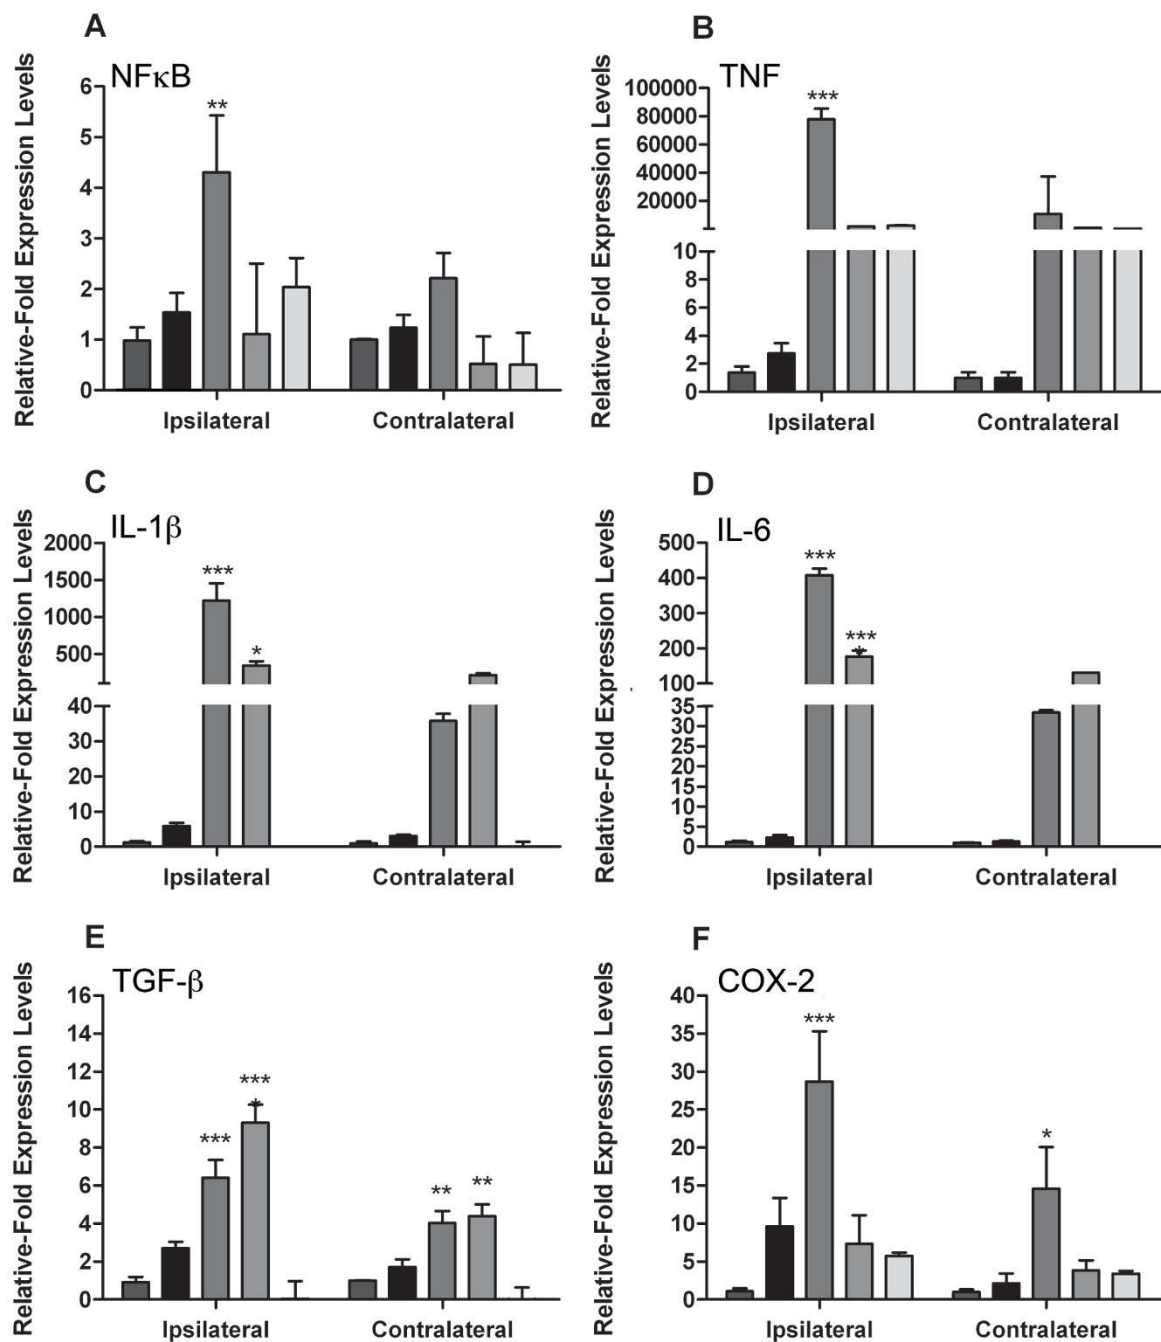 A
NFκB
Relative-Fold Expression Levels
6
5
4
3
2
1
0
**
Ipsilateral
Contralateral
B
TNF
Relative-Fold Expression Levels
100000
80000
60000
40000
20000
10
8
6
4
2
0
***
Ipsilateral
Contralateral
C
IL-1β
Relative-Fold Expression Levels
2000
1500
1000
500
40
30
20
10
0
***
*
Ipsilateral
Contralateral
D
IL-6
Relative-Fold Expression Levels
500
400
300
200
100
35
30
25
20
15
10
5
0
***
***
*
Ipsilateral
Contralateral
E
TGF-β
Relative-Fold Expression Levels
16
14
12
10
8
6
4
2
0
***
***
*
**
**
Ipsilateral
Contralateral
F
COX-2
Relative-Fold Expression Levels
40
35
30
25
20
15
10
5
0
***
*
Ipsilateral
Contralateral